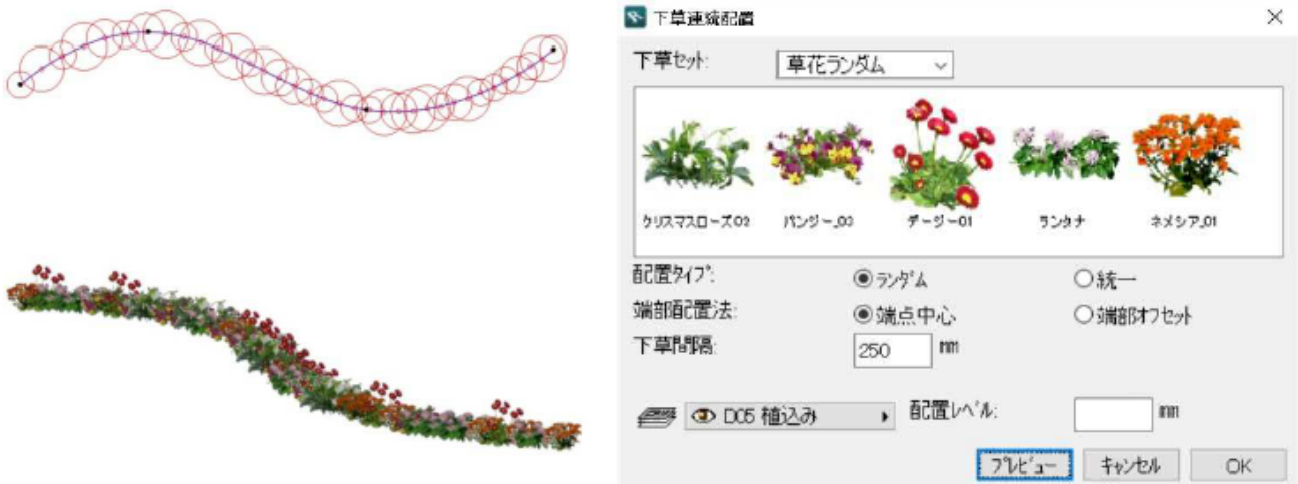 下草連続配置
下草セット: 草花ランダム
クリスマスローズ02 パンジー_03 デージー01 ランタナ ネメシア_01
配置タイプ: ランダム 統一
端部配置法: 端点中心 端部オフセット
下草間隔: 250 mm
D05 植込み 配置レベル: mm
プレビュー キャンセル OK